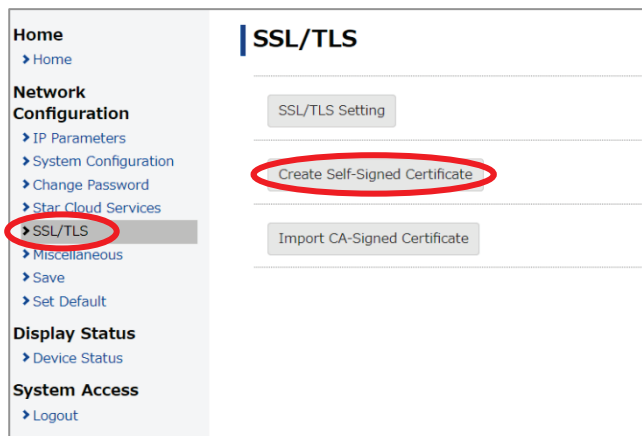 Home
Home
Network
Configuration
IP Parameters
System Configuration
Change Password
Star Cloud Services
SSL/TLS
Miscellaneous
Save
Set Default
Display Status
Device Status
System Access
Logout
SSL/TLS
SSL/TLS Setting
Create Self-Signed Certificate
Import CA-Signed Certificate